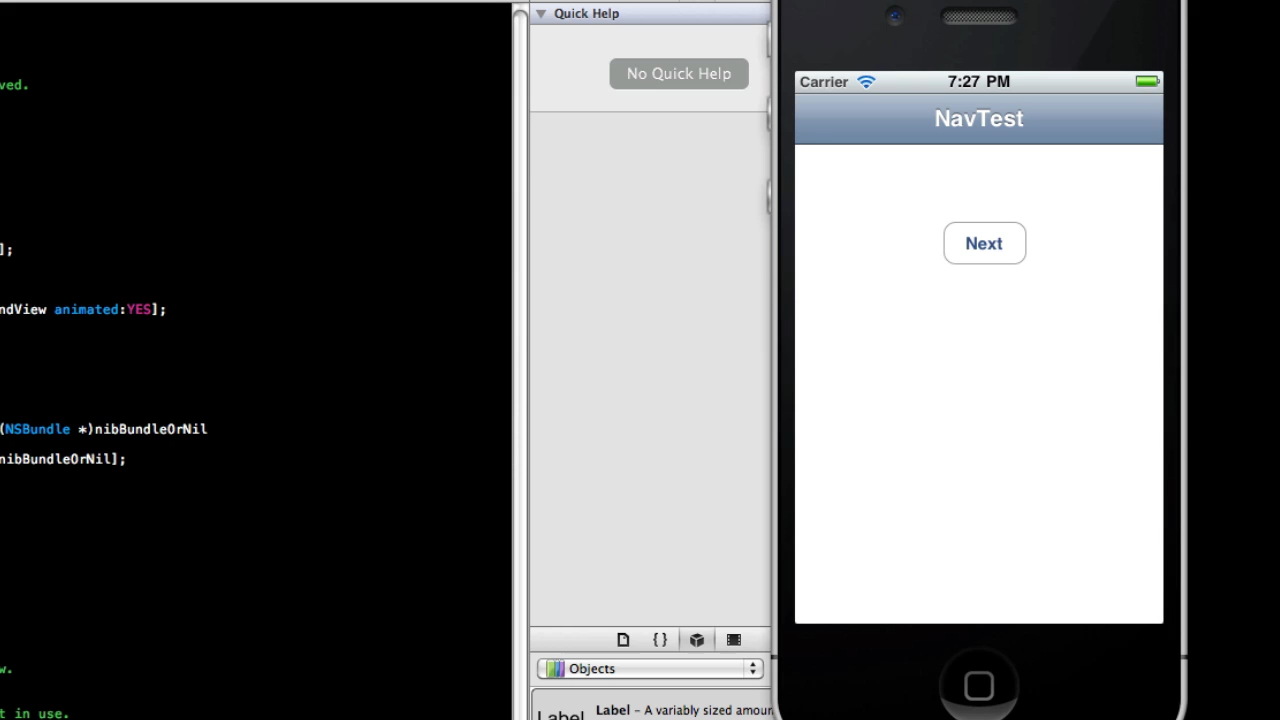 ved.
];
ndView animated:YES];
(NSBundle *)nibBundleOrNil
nibBundleOrNil];
w.
t in use.
Quick Help
No Quick Help
{}
Objects
Label
Label – A variably sized amoun
Carrier
7:27 PM
NavTest
Next